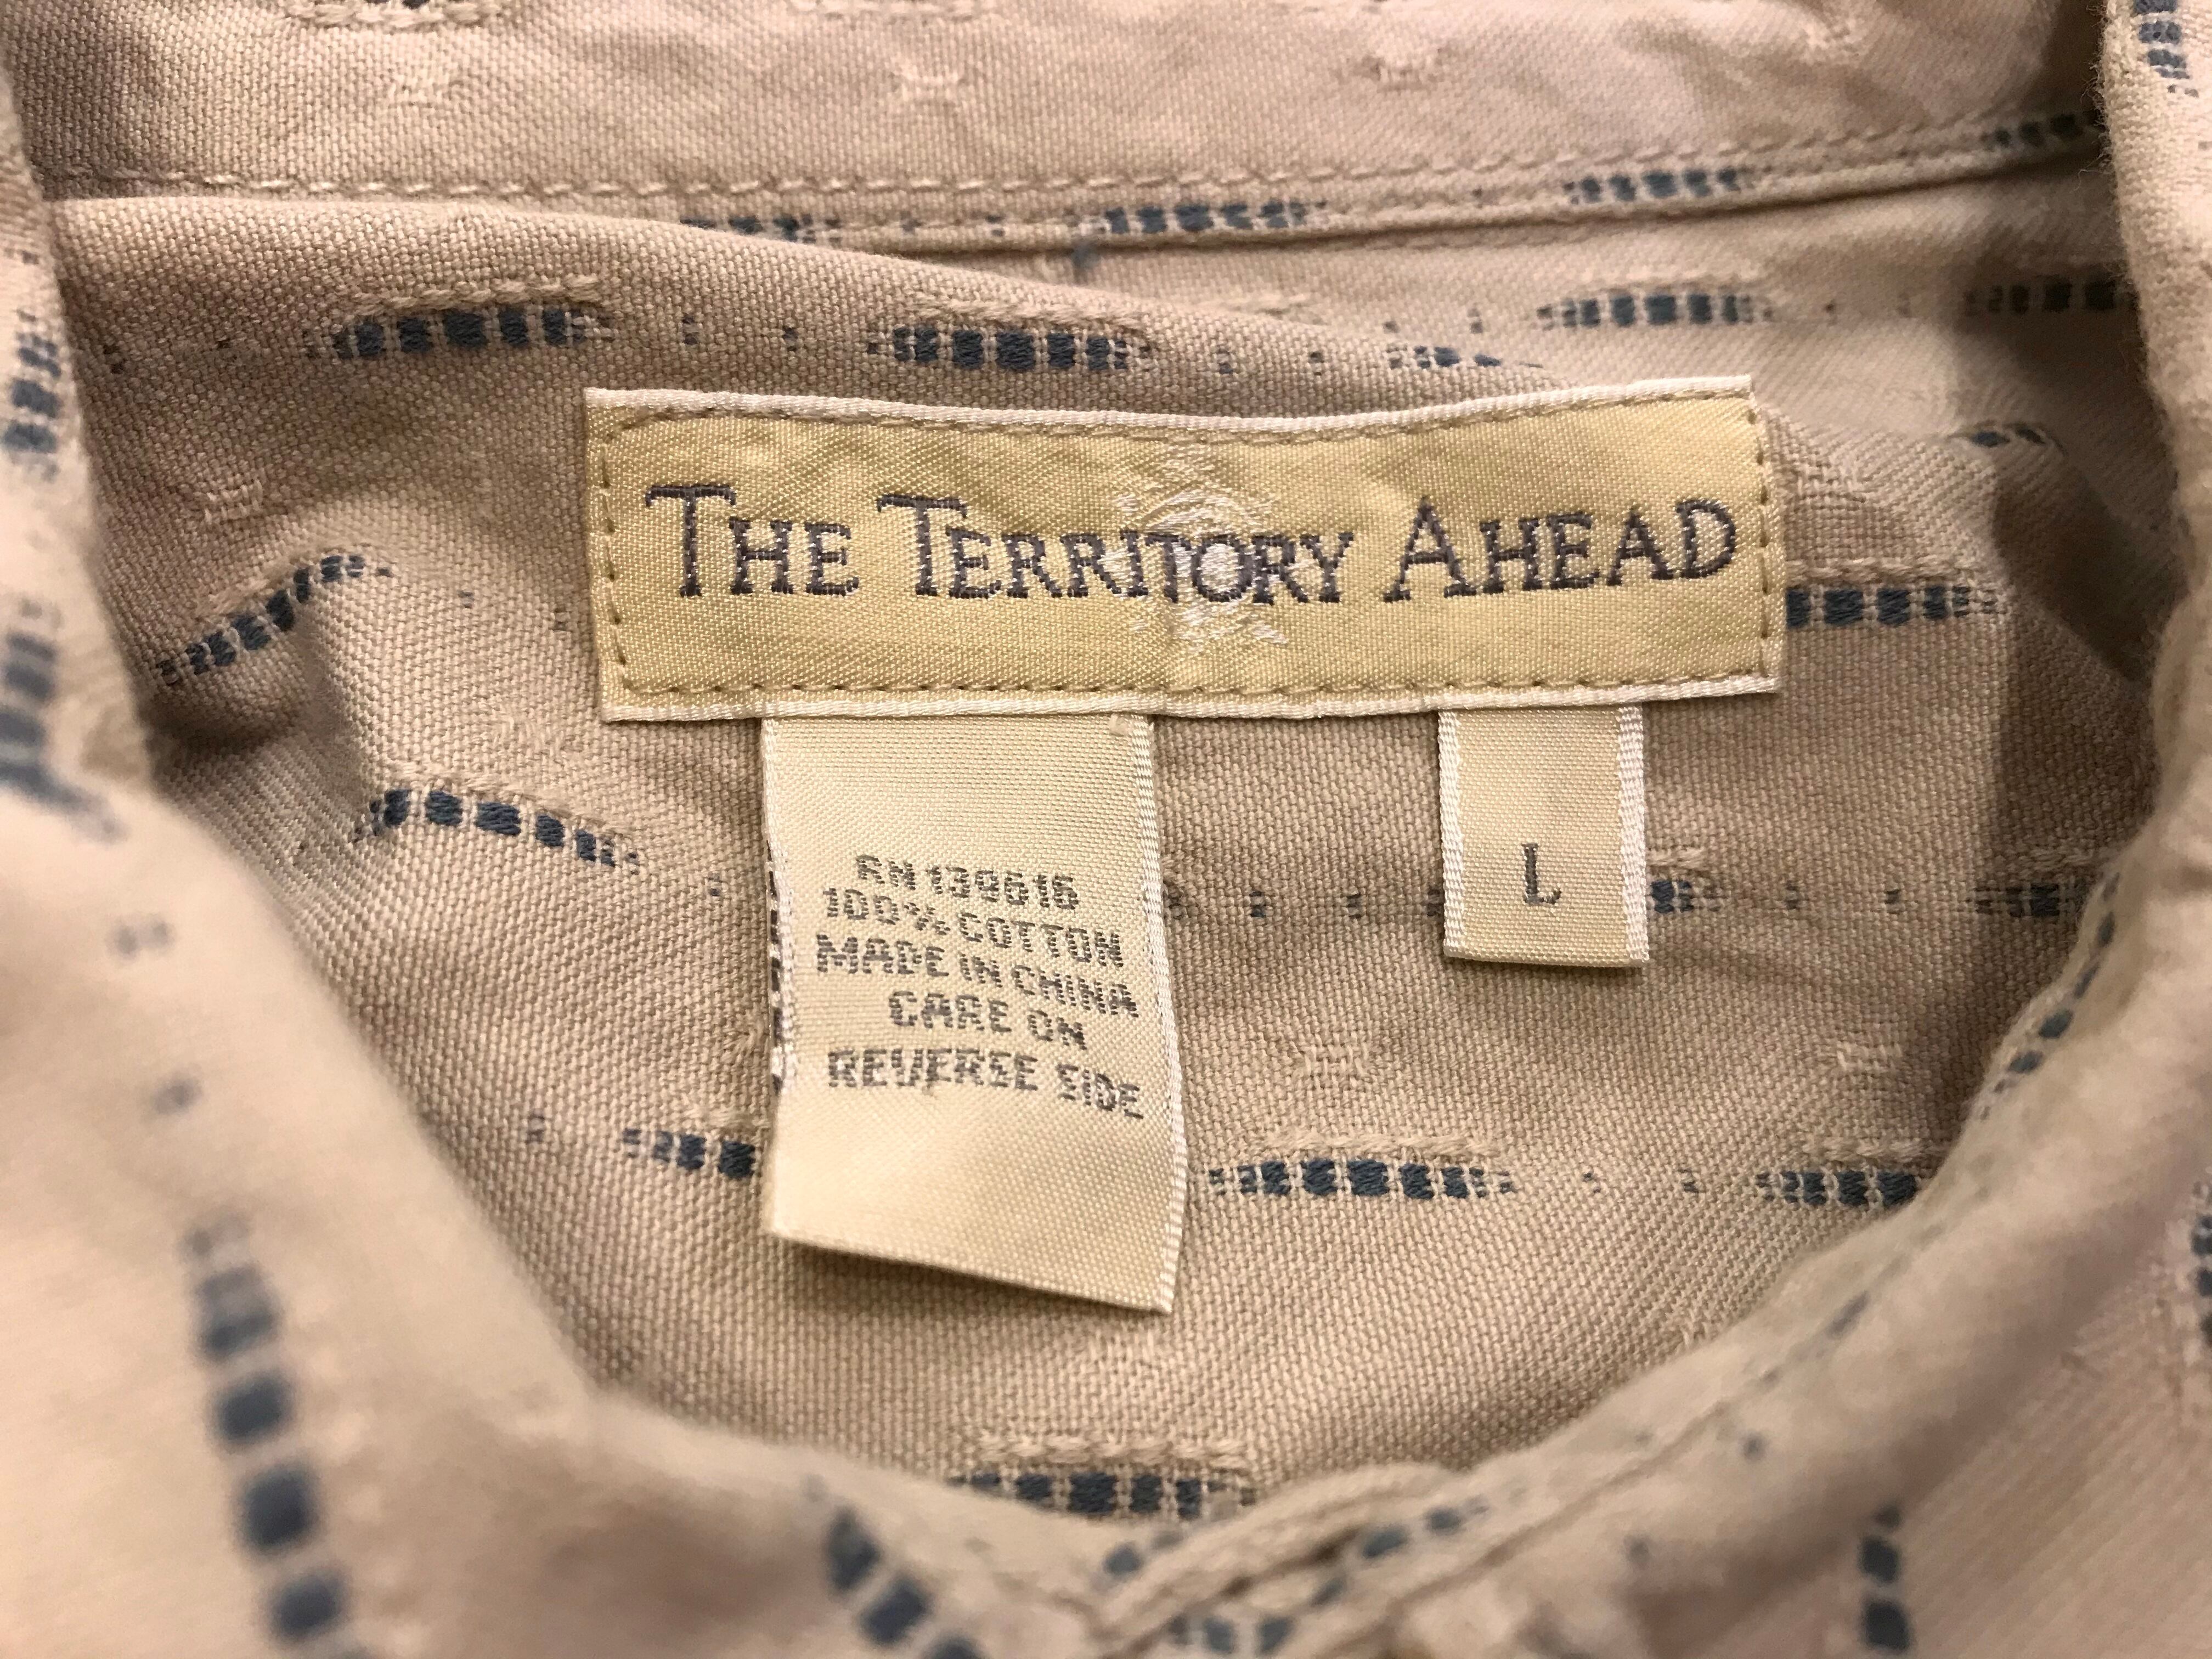 THE TERRITORY AHEAD
L
RN 139616
100% COTTON
MADE IN CHINA
CARE ON
REVERSE SIDE